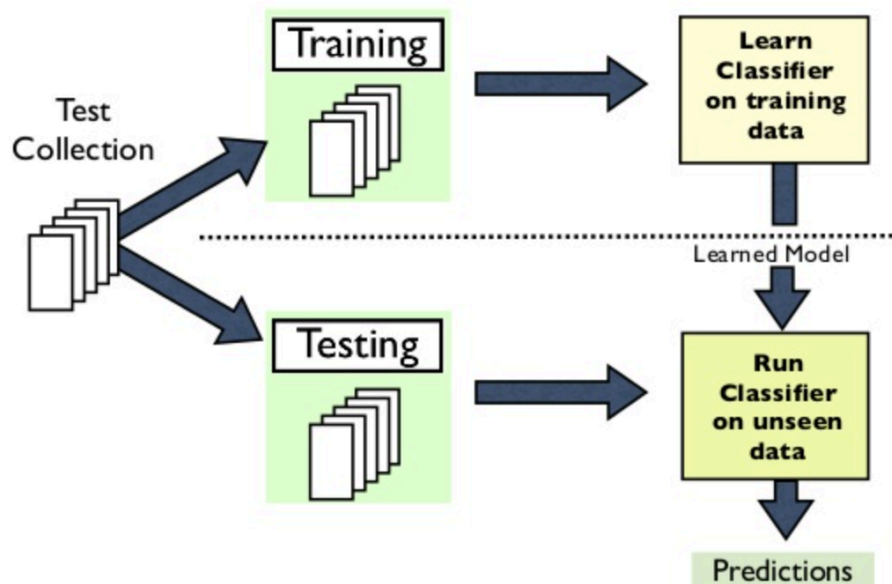 Training
Learn
Classifier
on training
data
Test
Collection
Learned Model
Testing
Run
Classifier
on unseen
data
Predictions